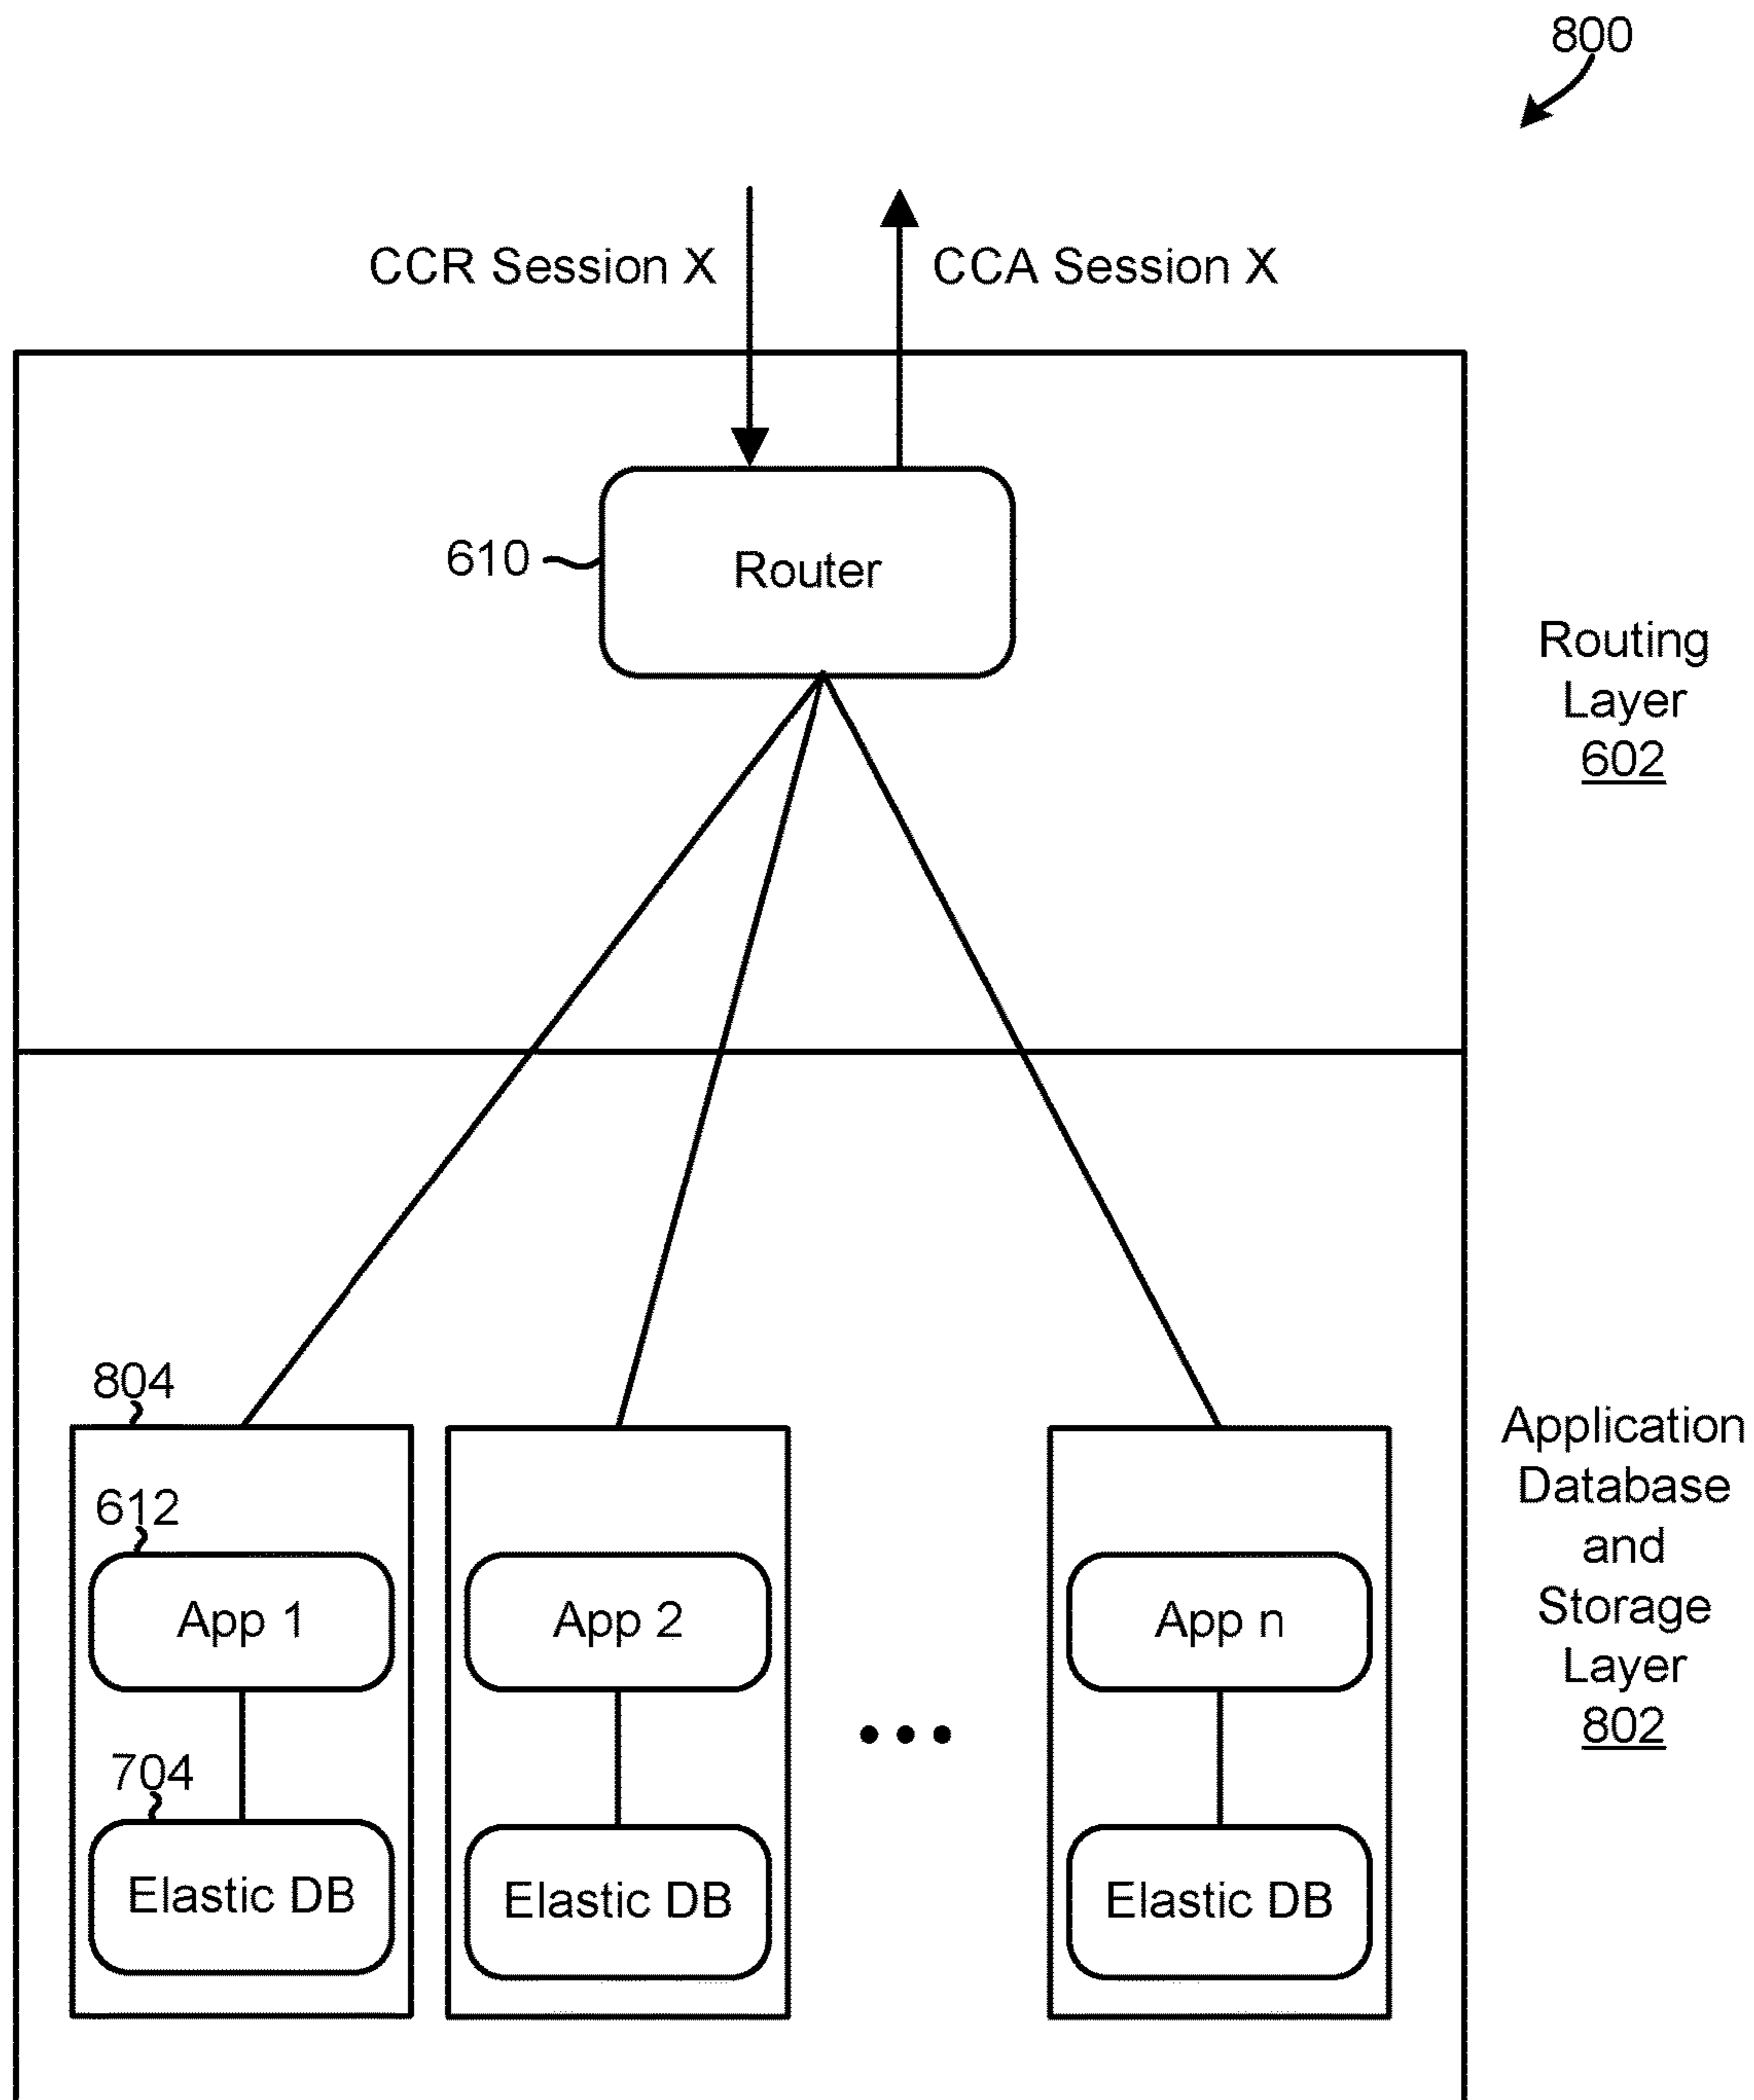 800
CCR Session X
CCA Session X
610
Router
Routing
Layer
602
804
612
App 1
App 2
App n
704
Elastic DB
Elastic DB
Elastic DB
Application
Database
and
Storage
Layer
802